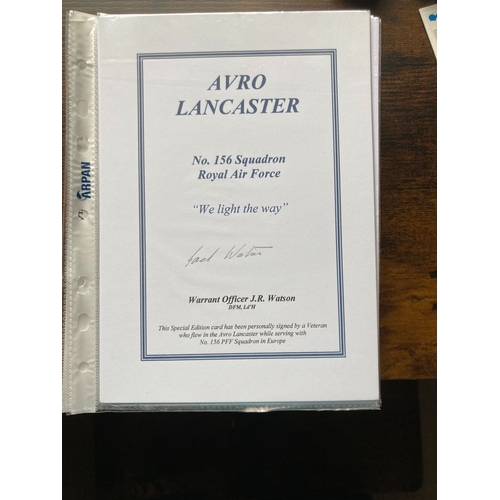 AVRO
LANCASTER
No. 156 Squadron
Royal Air Force
"We light the way"
Jack Watson
Warrant Officer J.R. Watson
DFM, Ld'H
This Special Edition card has been personally signed by a Veteran
who flew in the Avro Lancaster while serving with
No. 156 PFF Squadron in Europe
ARPAN